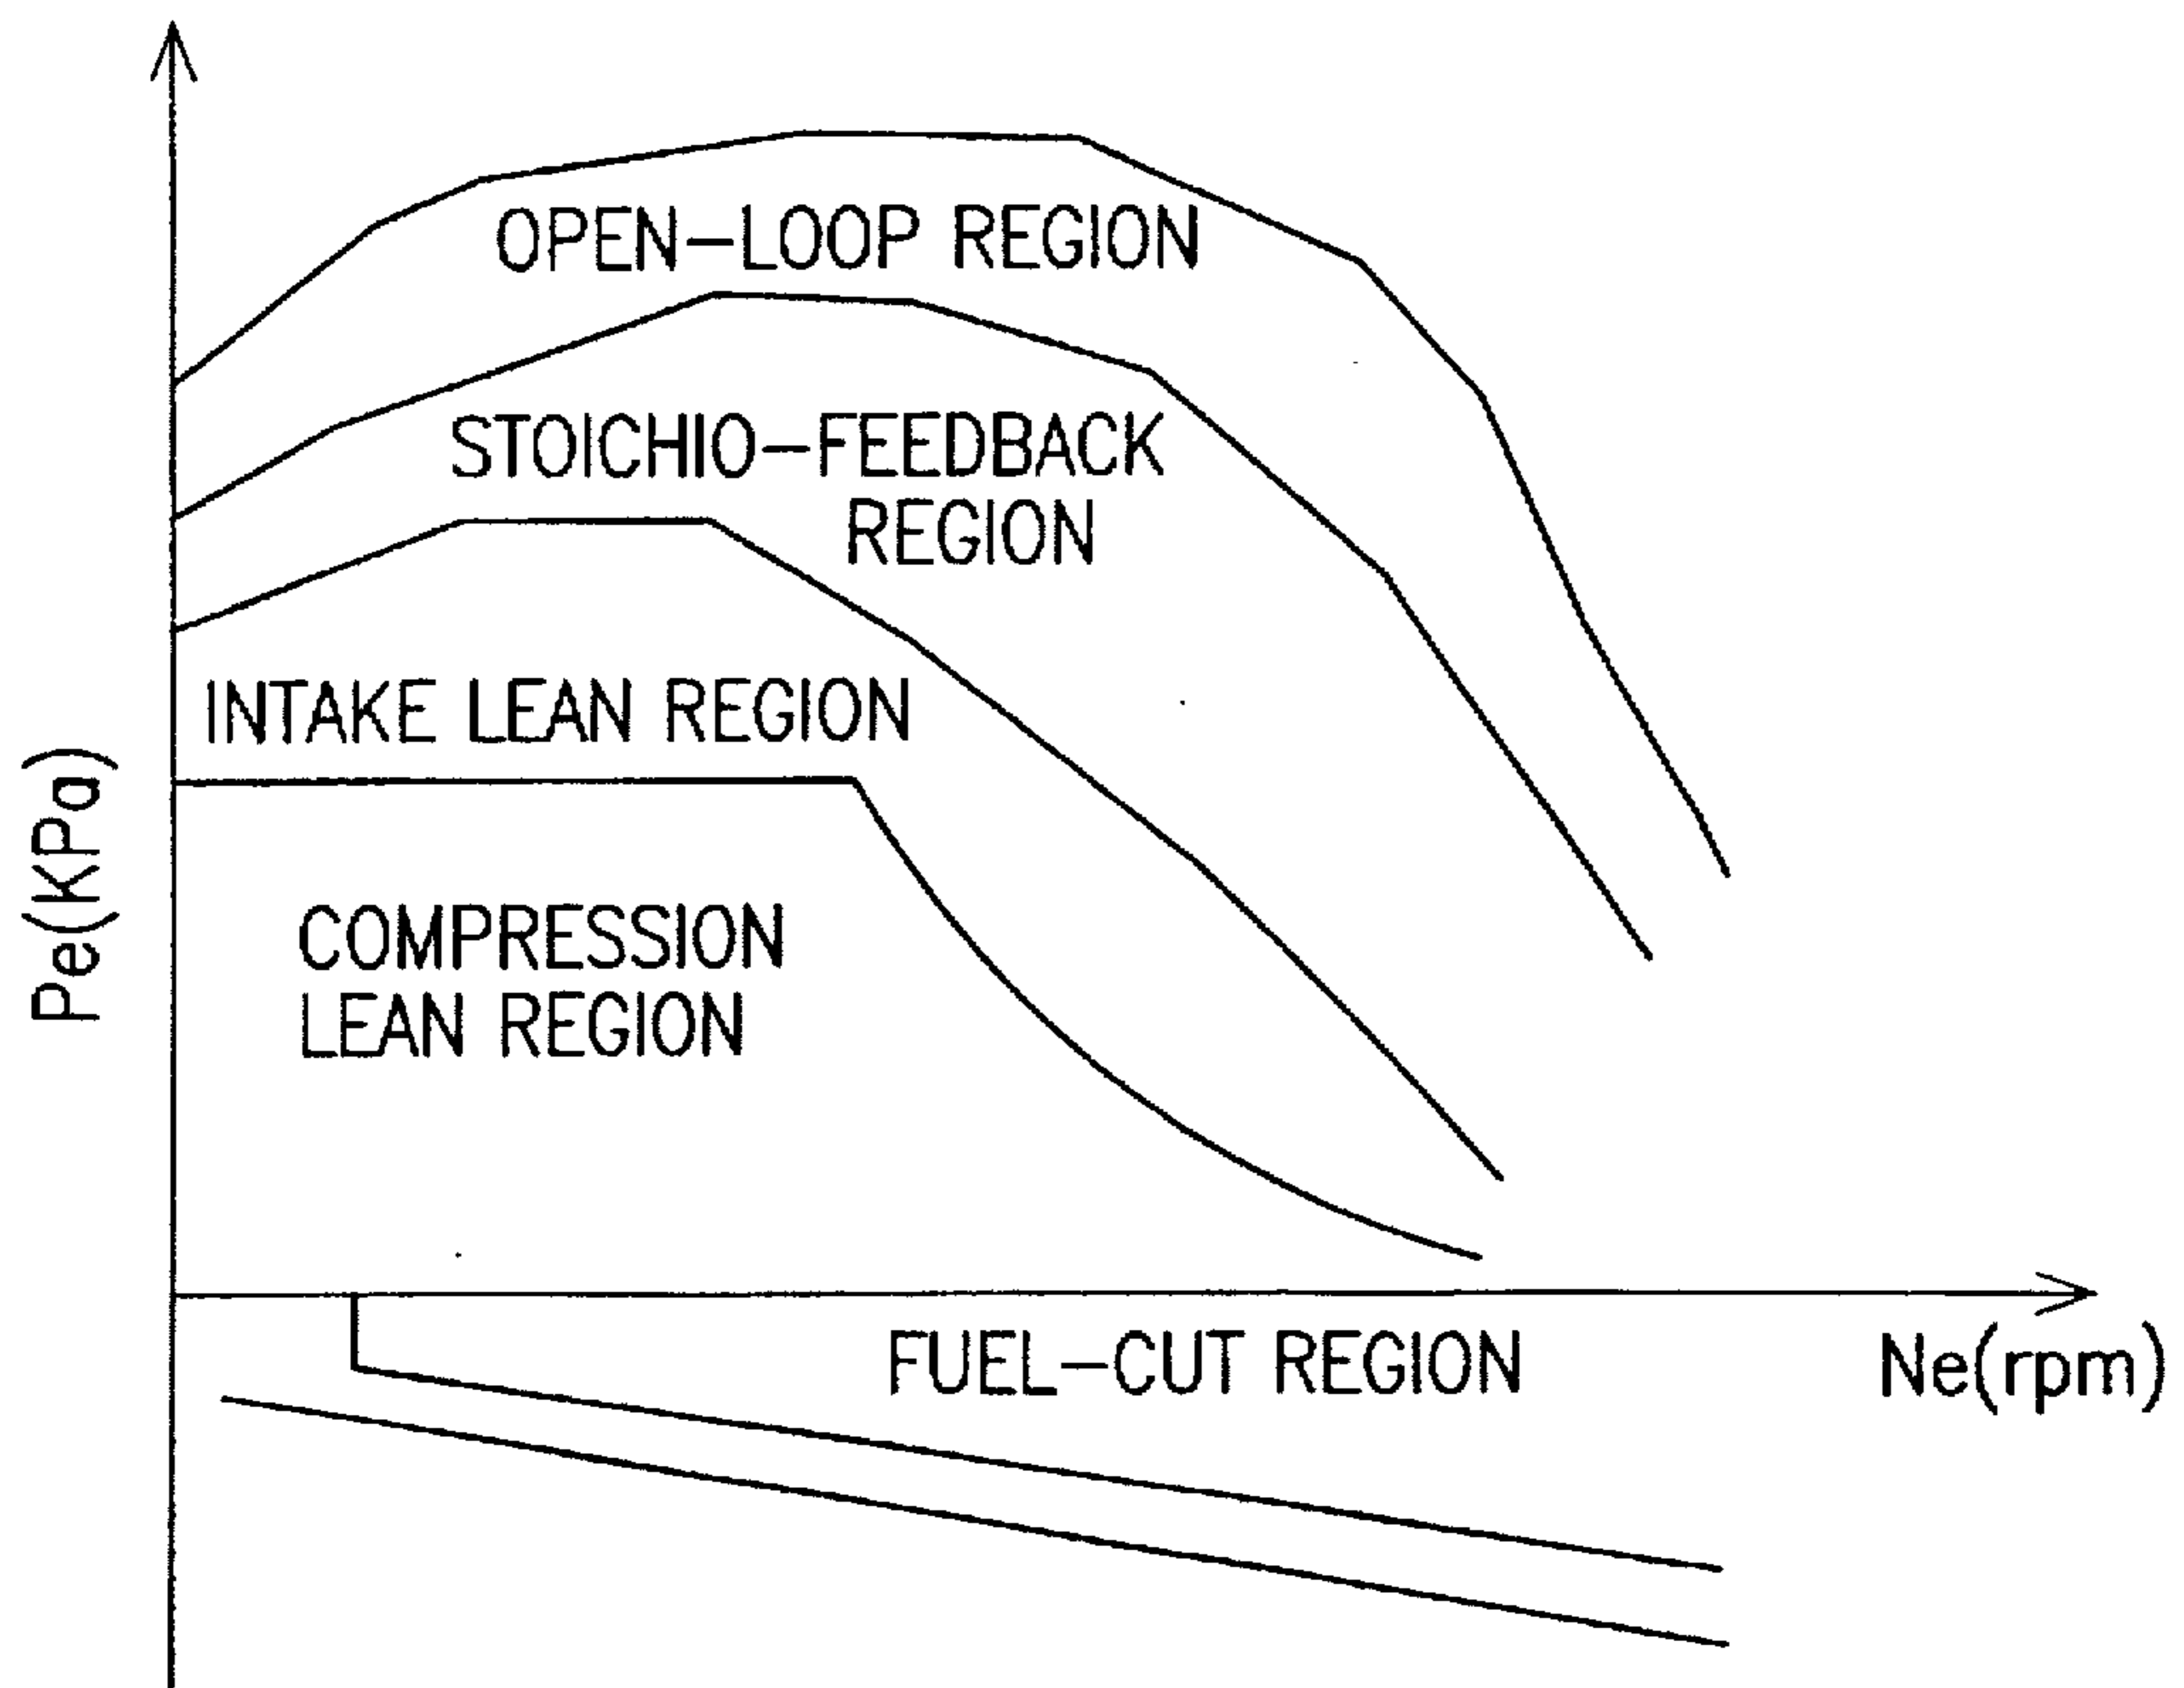 OPEN-LOOP REGION
STOICHIO-FEEDBACK
REGION
INTAKE LEAN REGION
Pe(KPa)
COMPRESSION
LEAN REGION
FUEL-CUT REGION
Ne(rpm)